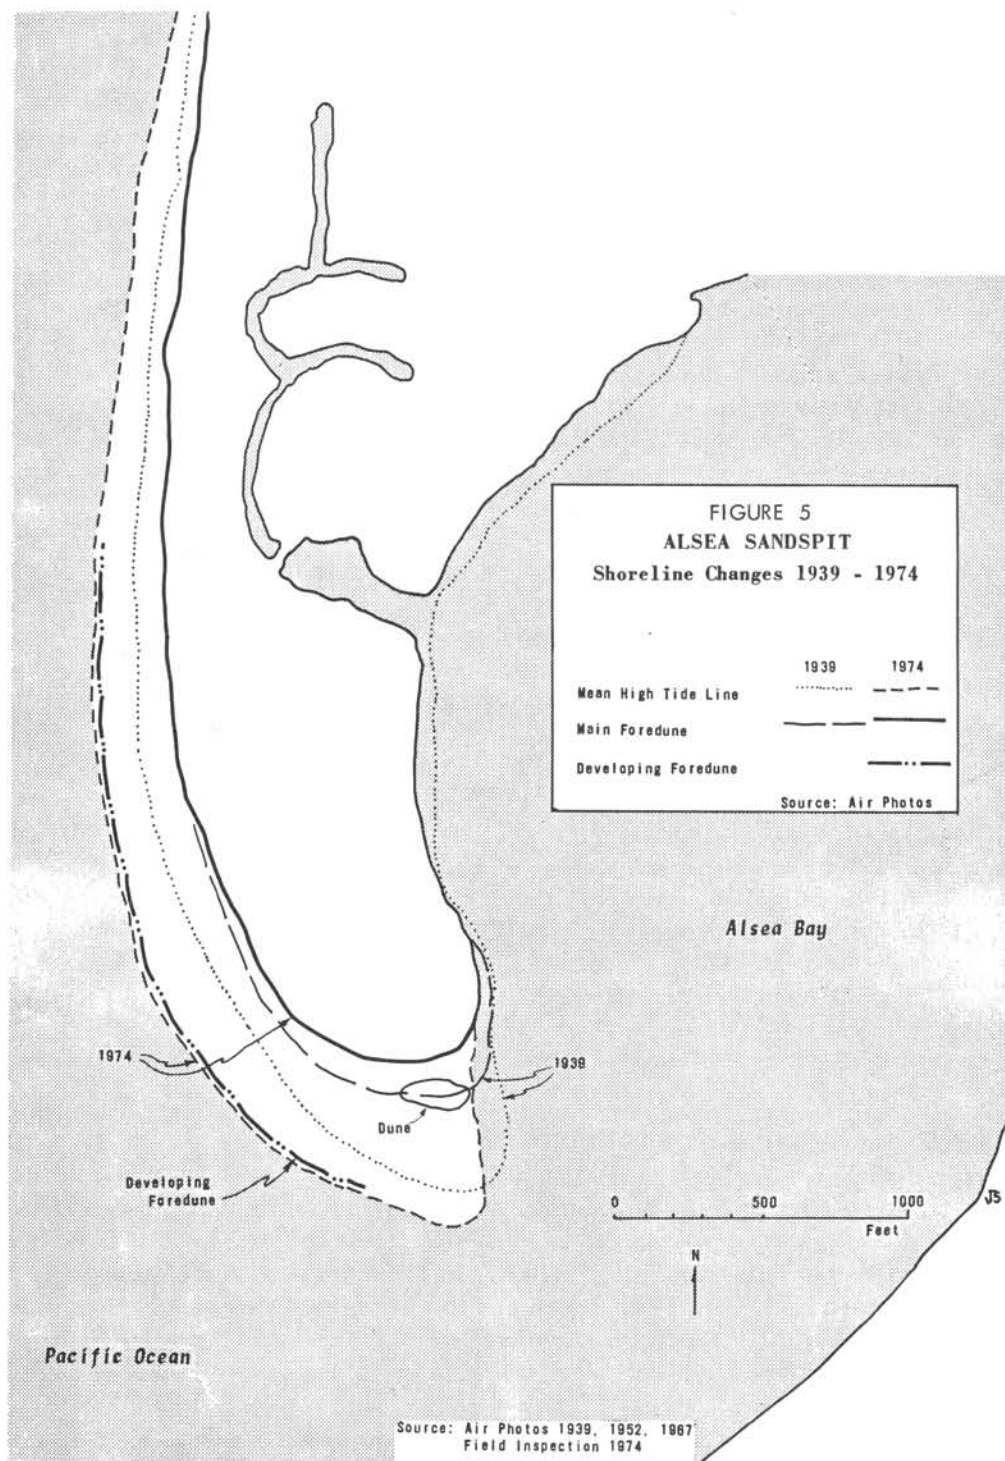 FIGURE 5
ALSEA SANDSPIT
Shoreline Changes 1939 - 1974
1939 1974
Mean High Tide Line
Main Foredune
Developing Foredune
Source: Air Photos
Alsea Bay
1974
1939
Dune
Developing
Foredune
0 500 1000
Feet
JS
N
Pacific Ocean
Source: Air Photos 1939, 1952, 1967
Field Inspection 1974